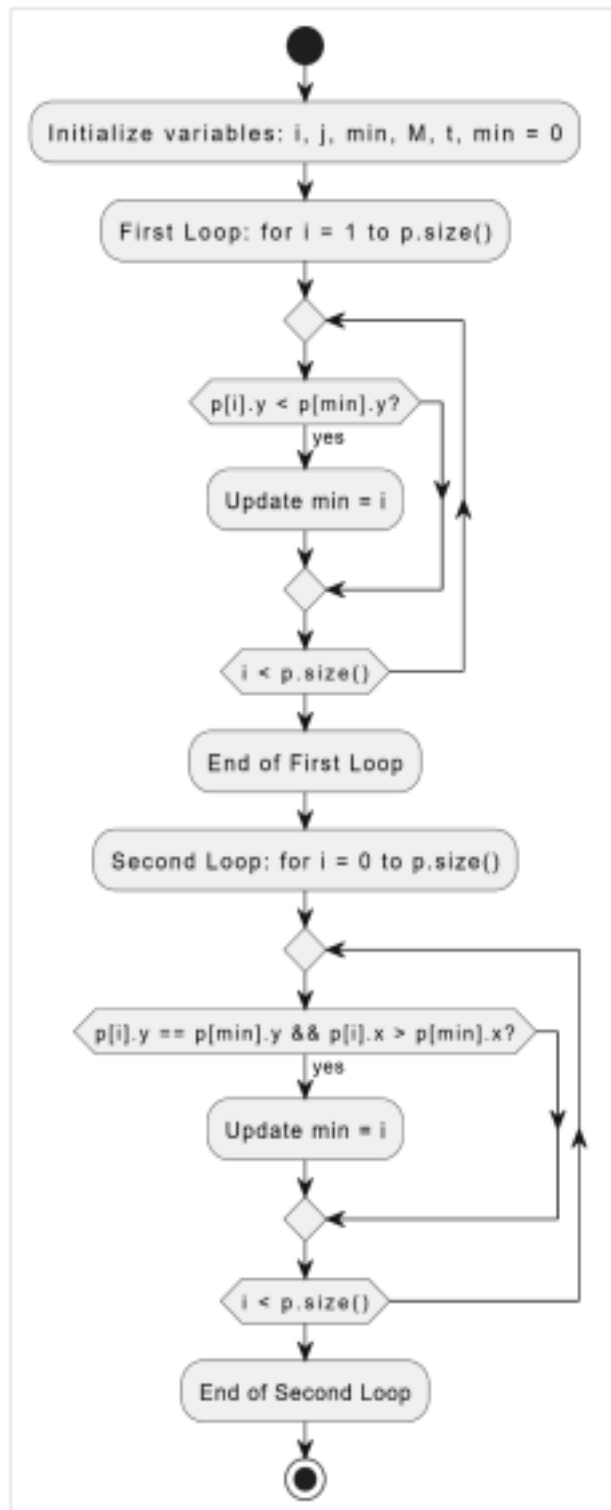 Initialize variables: i, j, min, M, t, min = 0
First Loop: for i = 1 to p.size()
p[i].y < p[min].y?
yes
Update min = i
i < p.size()
End of First Loop
Second Loop: for i = 0 to p.size()
p[i].y == p[min].y && p[i].x > p[min].x?
yes
Update min = i
i < p.size()
End of Second Loop